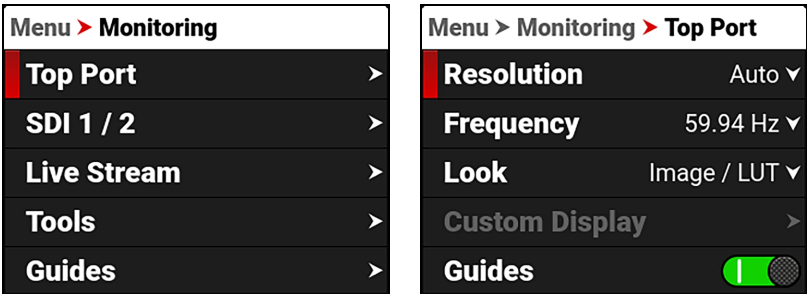 Menu ➤ Monitoring
Top Port ➤
SDI 1 / 2 ➤
Live Stream ➤
Tools ➤
Guides ➤
Menu ➤ Monitoring ➤ Top Port
Resolution Auto
Frequency 59.94 Hz
Look Image / LUT
Custom Display ➤
Guides